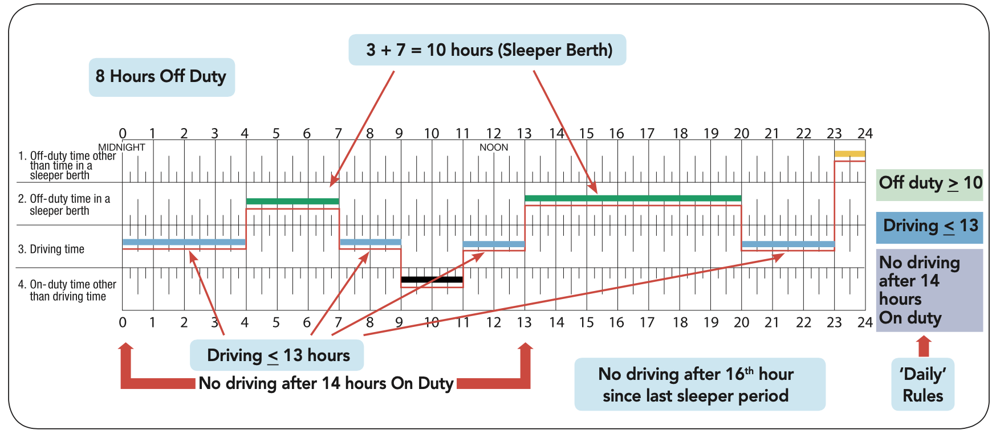 3 + 7 = 10 hours (Sleeper Berth)
8 Hours Off Duty
0 1 2 3 4 5 6 7 8 9 10 11 12 13 14 15 16 17 18 19 20 21 22 23 24
MIDNIGHT NOON
1. Off-duty time other
than time in a
sleeper berth
2. Off-duty time in a
sleeper berth
3. Driving time
4. On-duty time other
than driving time
0 1 2 3 4 5 6 7 8 9 10 11 12 13 14 15 16 17 18 19 20 21 22 23 24
Off duty ≥ 10
Driving ≤ 13
No driving
after 14
hours
On duty
Driving ≤ 13 hours
No driving after 14 hours On Duty
No driving after 16th hour
since last sleeper period
‘Daily’
Rules